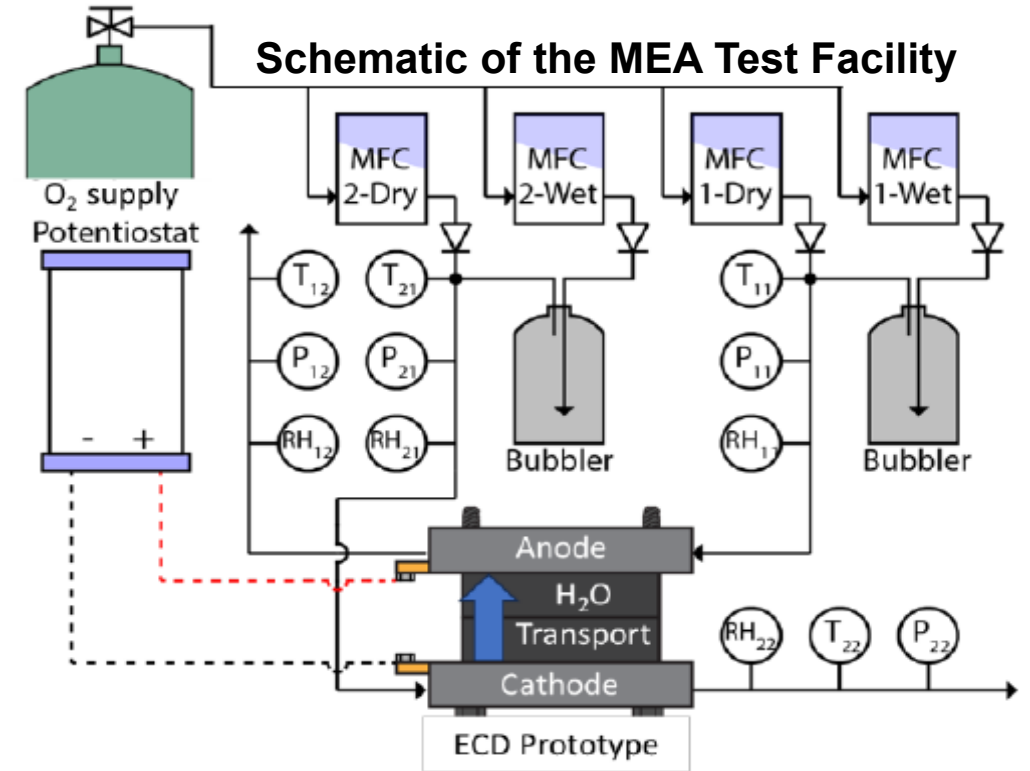 Schematic of the MEA Test Facility
O₂ supply
Potentiostat
- +
MFC
2-Dry
MFC
2-Wet
MFC
1-Dry
MFC
1-Wet
T₁₂
T₂₁
T₁₁
P₁₂
P₂₁
P₁₁
RH₁₂
RH₂₁
RH₁₁
Bubbler
Bubbler
Anode
H₂O
Transport
Cathode
RH₂₂
T₂₂
P₂₂
ECD Prototype